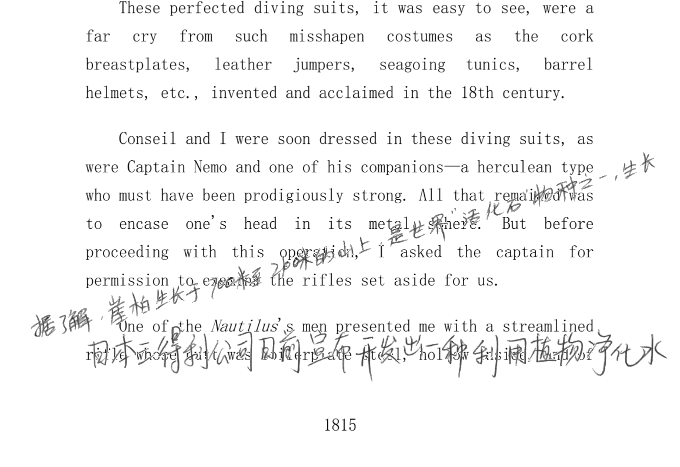 These perfected diving suits, it was easy to see, were a
far cry from such misshapen costumes as the cork
breastplates, leather jumpers, seagoing tunics, barrel
helmets, etc., invented and acclaimed in the 18th century.
Conseil and I were soon dressed in these diving suits, as
were Captain Nemo and one of his companions—a herculean type
who must have been prodigiously strong. All that remained was
to encase one's head in its metal sphere. But before
proceeding with this operation, I asked the captain for
permission to examine the rifles set aside for us.
据了解，崖柏生长于700米至2100米的山上，是世界“活化石”物种之一，生长
One of the Nautilus's men presented me with a streamlined
rifle whose butt was boilerplate steel, hollow inside, and of
日本三得利公司日前宣布开发出一种利用植物净化水
1815